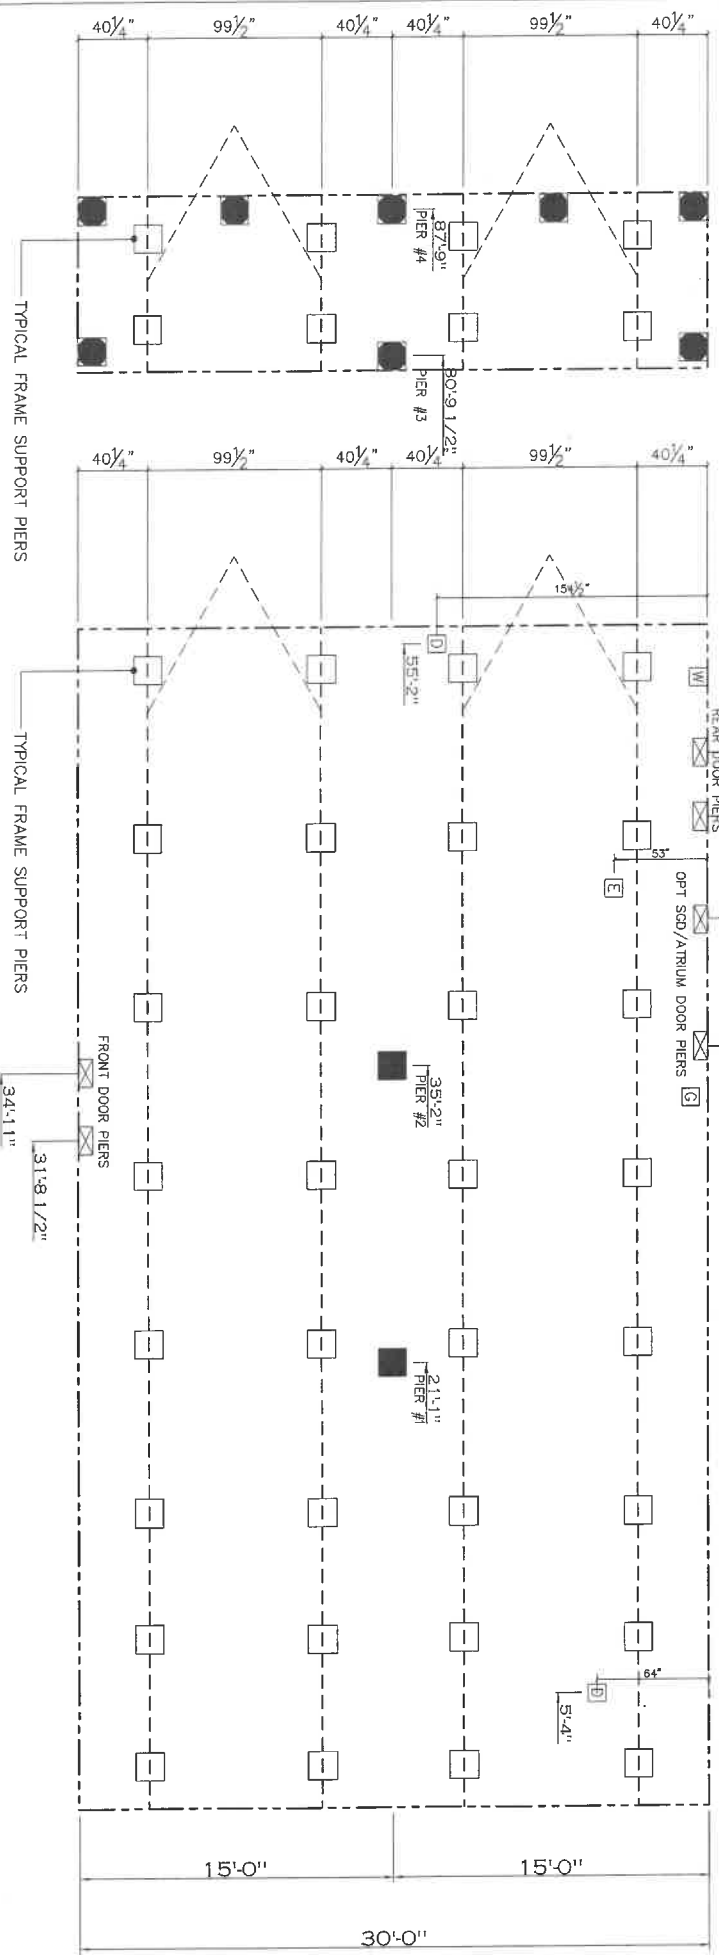 40¼"
99½"
40¼"
40¼"
99½"
40¼"
87'-9"
PIER #4
80'-9 1/2"
PIER #3
TYPICAL FRAME SUPPORT PIERS
40¼"
99½"
40¼"
40¼"
99½"
40¼"
D
55'-2"
W
REAR DOOR PIERS
TYPICAL FRAME SUPPORT PIERS
53"
E
OPT SGD/ATRIUM DOOR PIERS
G
35'-2"
PIER #2
FRONT DOOR PIERS
34'-11"
31'-8 1/2"
21'-1"
PIER #1
64"
D
5'-4"
15'-0"
15'-0"
30'-0"